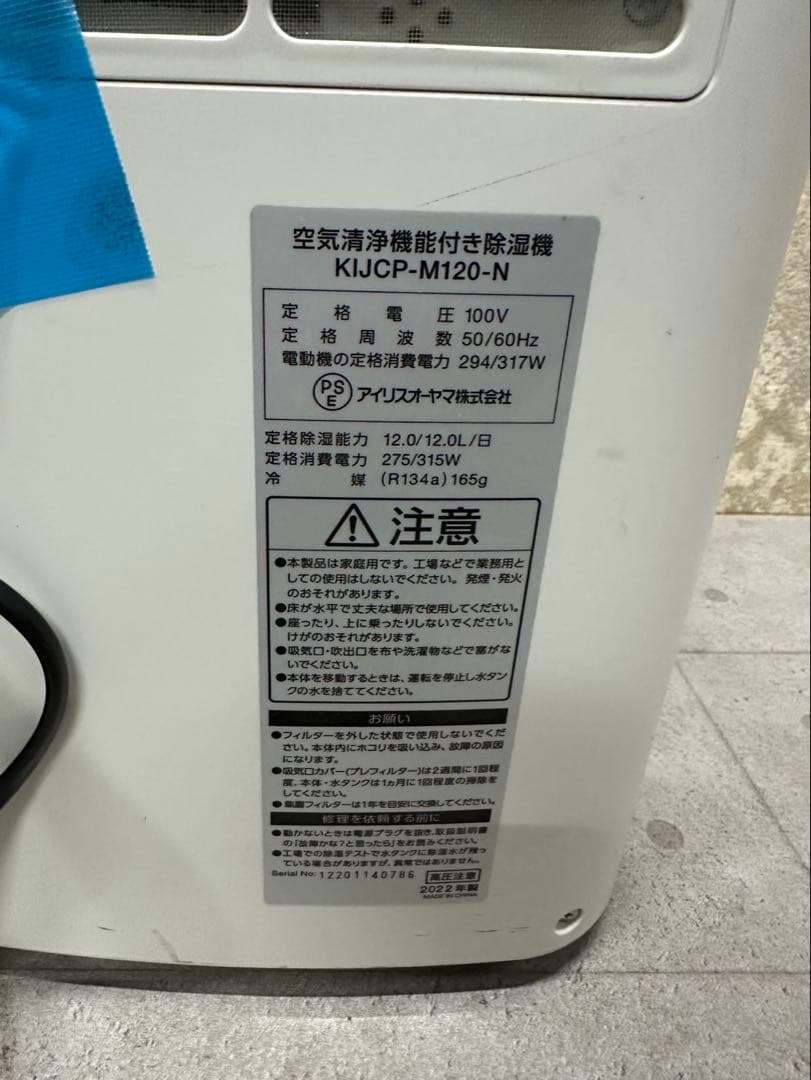 空気清浄機能付き除湿機
KIJCP-M120-N
定格電圧 100V
定格周波数 50/60Hz
電動機の定格消費電力 294/317W
PSE アイリスオーヤマ株式会社
定格除湿能力 12.0/12.0L/日
定格消費電力 275/315W
冷媒 (R134a) 165g
注意
●本製品は家庭用です。工場などで業務用と
しての使用はしないでください。発煙・発火
のおそれがあります。
●床が水平で丈夫な場所で使用してください。
●座ったり、上に乗ったりしないでください。
けがのおそれがあります。
●吸気口・吹出口を布や洗濯物などで塞がな
いでください。
●本体を移動するときは、運転を停止し水タン
クの水を捨ててください。
お願い
●フィルターを外した状態で使用しないでくだ
さい。本体内にホコリを吸い込み、故障の原因
になります。
●吸気口カバー(プレフィルター)は2週間に1回程
度、本体・水タンクは1ヵ月に1回程度の掃除を
してください。
●集塵フィルターは1年を目安に交換してください。
修理を依頼する前に
●動かないときは電源プラグを抜き、取扱説明書
の「故障かな?と思ったら」をお読みください。
●工場での除湿テストで水タンクに除湿水が残っ
ている場合がありますが、異常ではありません。
Serial No: 12201140786 高圧注意
2022年製
MADE IN CHINA